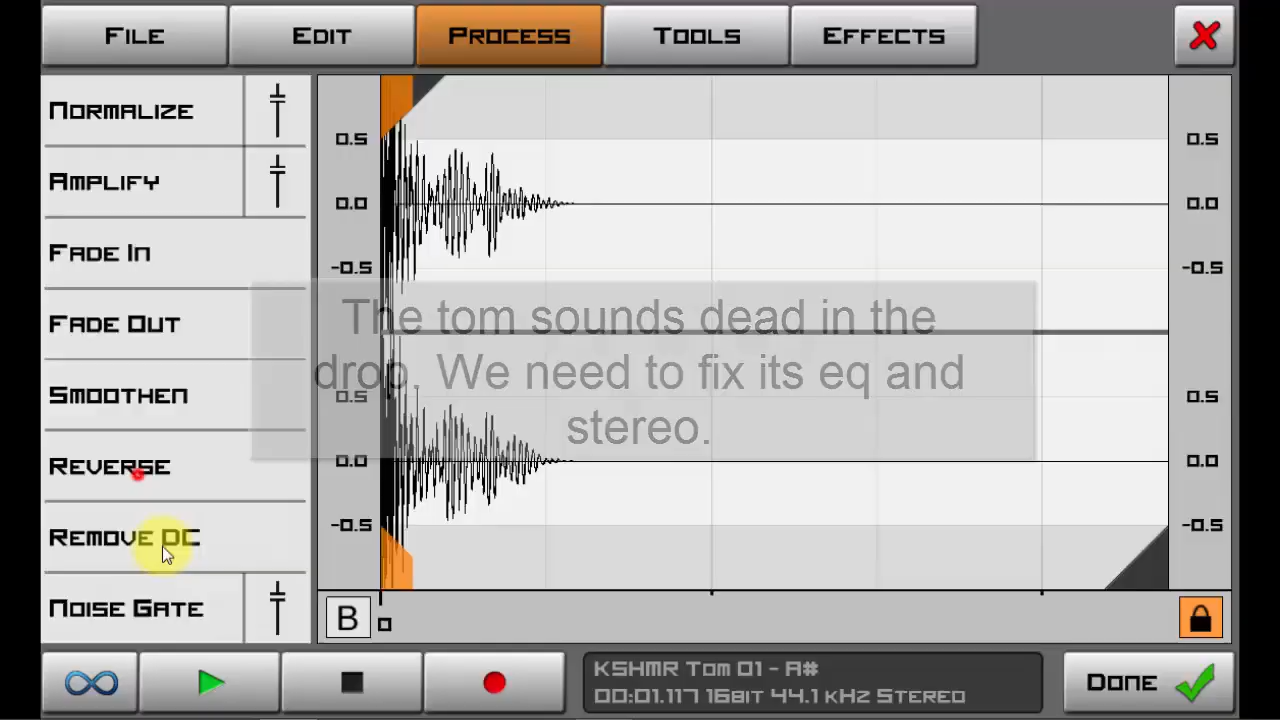 File Edit Process Tools Effects
Normalize
Amplify
Fade In
Fade Out
Smoothen
Reverse
Remove DC
Noise Gate
0.5 0.5
0.0 0.0
-0.5 -0.5
The tom sounds dead in the
drop. We need to fix its eq and
stereo.
0.5 0.5
0.0 0.0
-0.5 -0.5
B
KSHMR Tom 01 - A#
00:01.117 16bit 44.1 kHz Stereo
Done